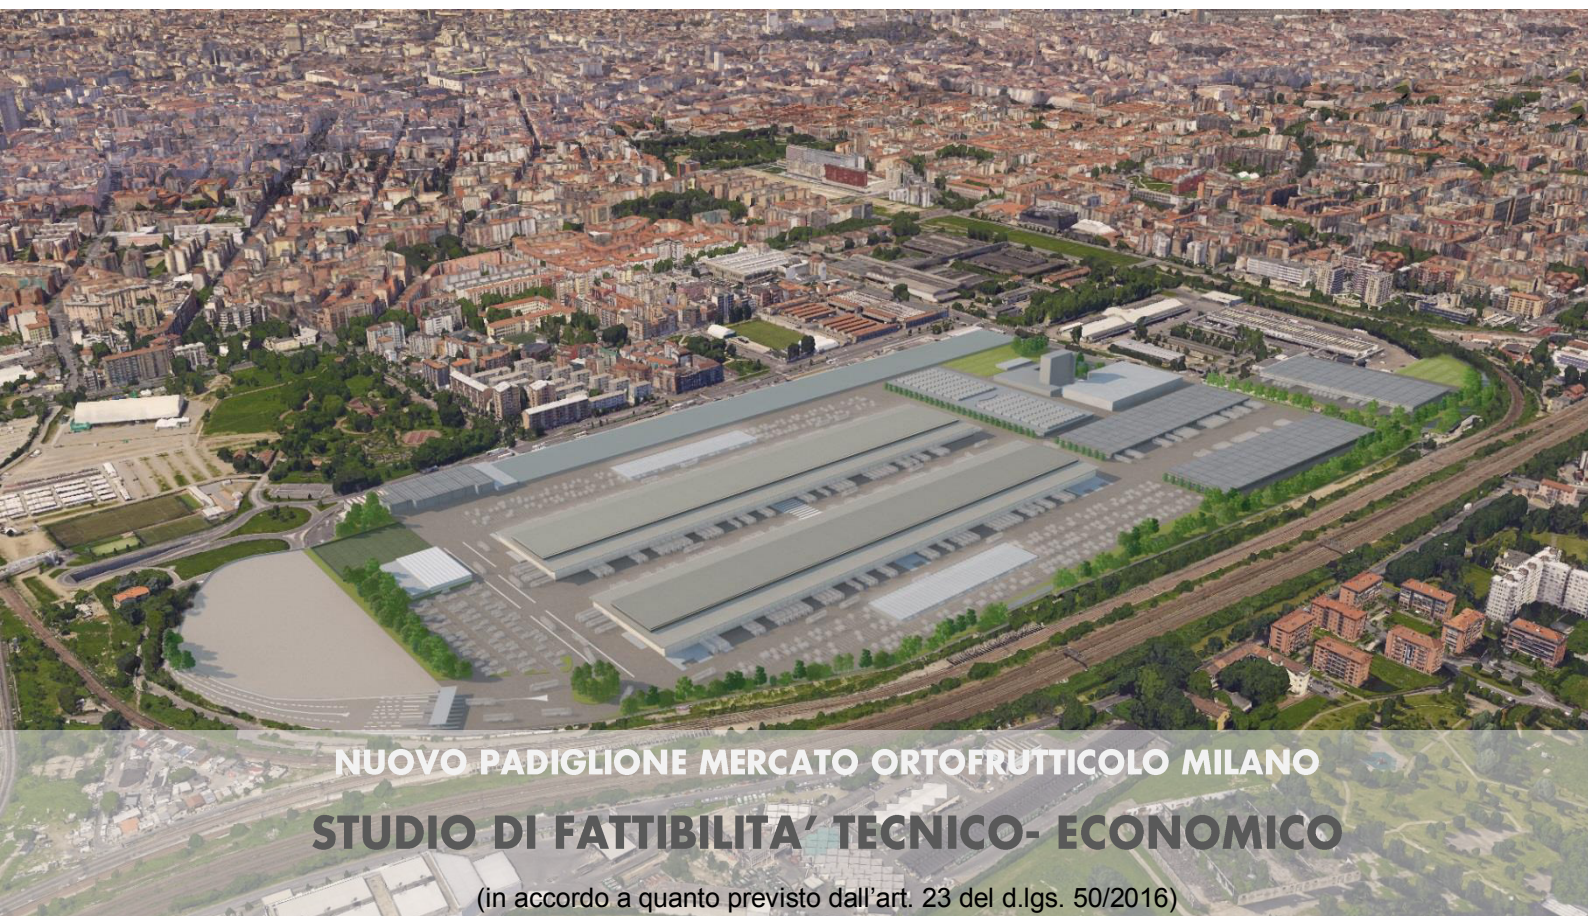 NUOVO PADIGLIONE MERCATO ORTOFRUTTICOLO MILANO
STUDIO DI FATTIBILITA’ TECNICO- ECONOMICO
(in accordo a quanto previsto dall’art. 23 del d.lgs. 50/2016)